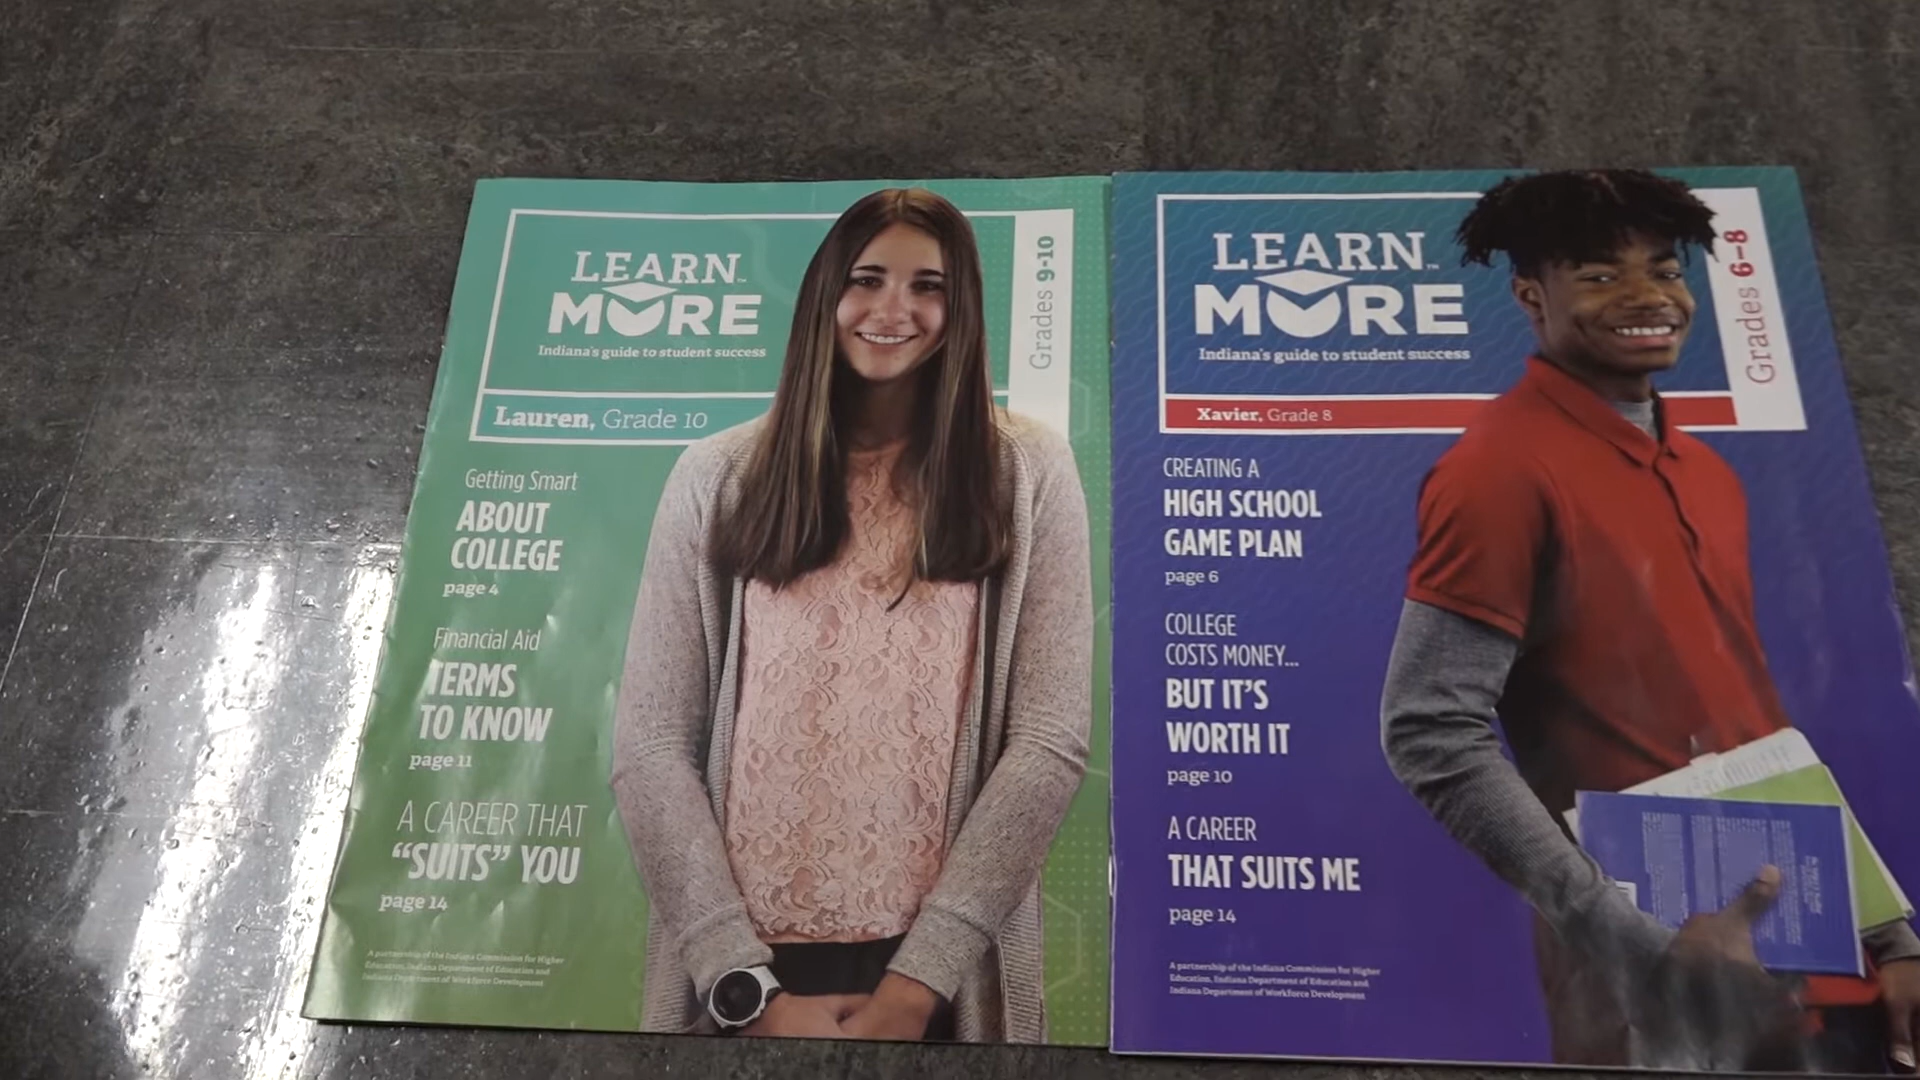 LEARN™
MORE
Indiana's guide to student success
Grades 9-10
Lauren, Grade 10
Getting Smart
ABOUT
COLLEGE
page 4
Financial Aid
TERMS
TO KNOW
page 11
A CAREER THAT
“SUITS” YOU
page 14
A partnership of the Indiana Commission for Higher
Education, Indiana Department of Education and
Indiana Department of Workforce Development
LEARN™
MORE
Indiana's guide to student success
Grades 6–8
Xavier, Grade 8
CREATING A
HIGH SCHOOL
GAME PLAN
page 6
COLLEGE
COSTS MONEY...
BUT IT'S
WORTH IT
page 10
A CAREER
THAT SUITS ME
page 14
A partnership of the Indiana Commission for Higher
Education, Indiana Department of Education and
Indiana Department of Workforce Development